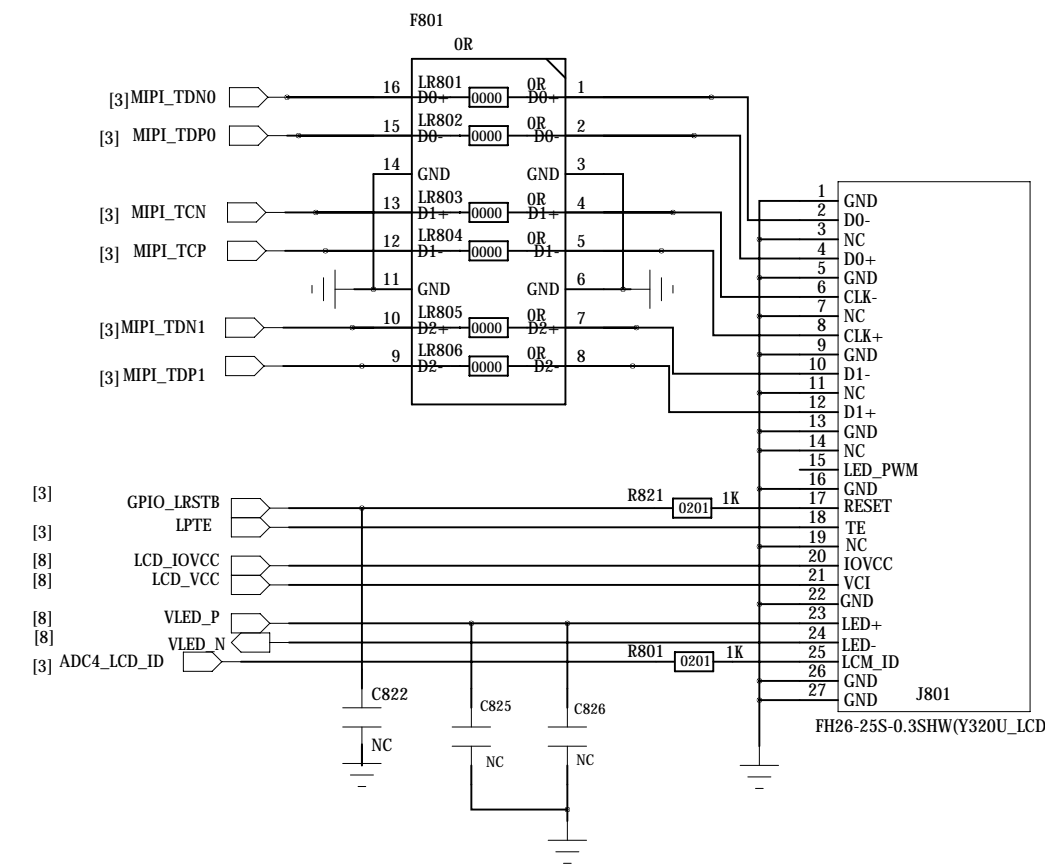 F801
0R
[3]MIPI_TDN0 16 LR801 D0+ 0000 0R D0+ 1
[3] MIPI_TDP0 15 LR802 D0- 0000 0R D0- 2
14 GND GND 3
[3] MIPI_TCN 13 LR803 D1+ 0000 0R D1+ 4
[3] MIPI_TCP 12 LR804 D1- 0000 0R D1- 5
11 GND GND 6
[3]MIPI_TDN1 10 LR805 D2+ 0000 0R D2+ 7
[3]MIPI_TDP1 9 LR806 D2- 0000 0R D2- 8
1 GND
2 D0-
3 NC
4 D0+
5 GND
6 CLK-
7 NC
8 CLK+
9 GND
10 D1-
11 NC
12 D1+
13 GND
14 NC
15 LED_PWM
16 GND
[3] GPIO_LRSTB R821 0201 1K 17 RESET
[3] LPTE 18 TE
19 NC
[8] LCD_IOVCC 20 IOVCC
[8] LCD_VCC 21 VCI
22 GND
[8] VLED_P 23 LED+
[8] VLED_N 24 LED-
[3] ADC4_LCD_ID R801 0201 1K 25 LCM_ID
26 GND
27 GND
J801
FH26-25S-0.3SHW(Y320U_LCD
C822
NC
C825
NC
C826
NC